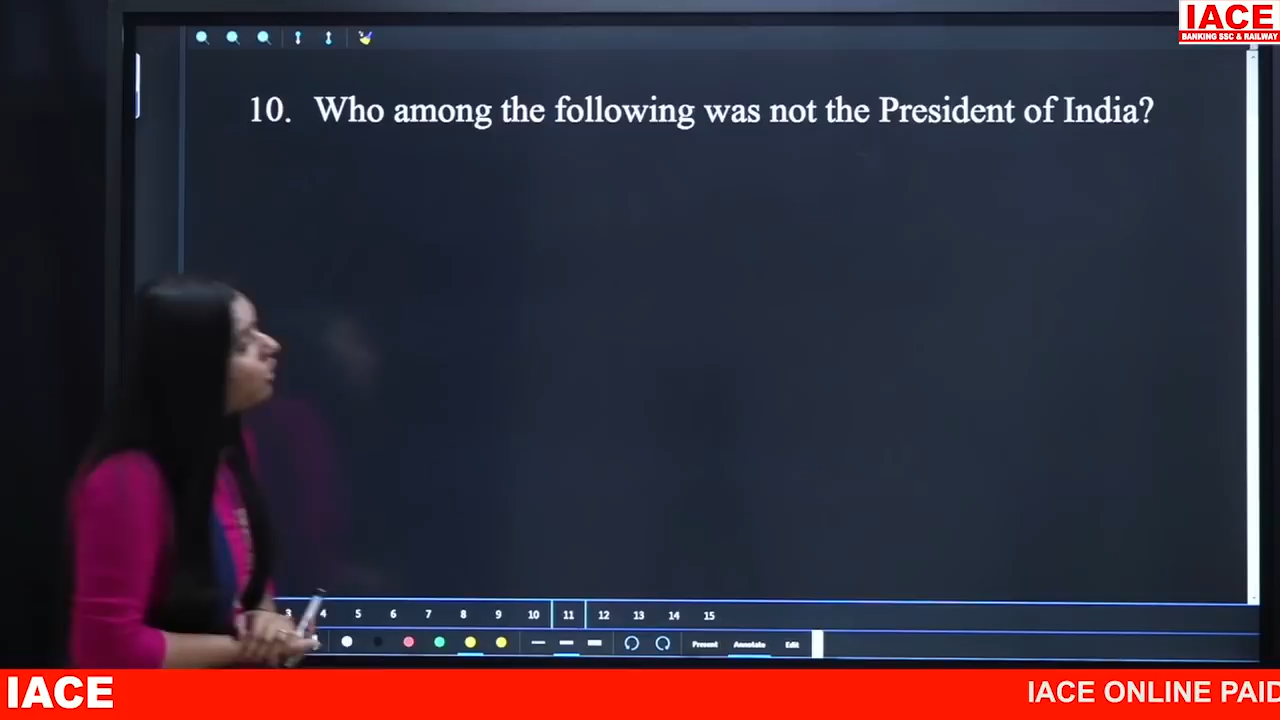 IACE
BANKING SSC & RAILWAY
10. Who among the following was not the President of India?
3 4 5 6 7 8 9 10 11 12 13 14 15
Present Annotate Edit
IACE
IACE ONLINE PAID